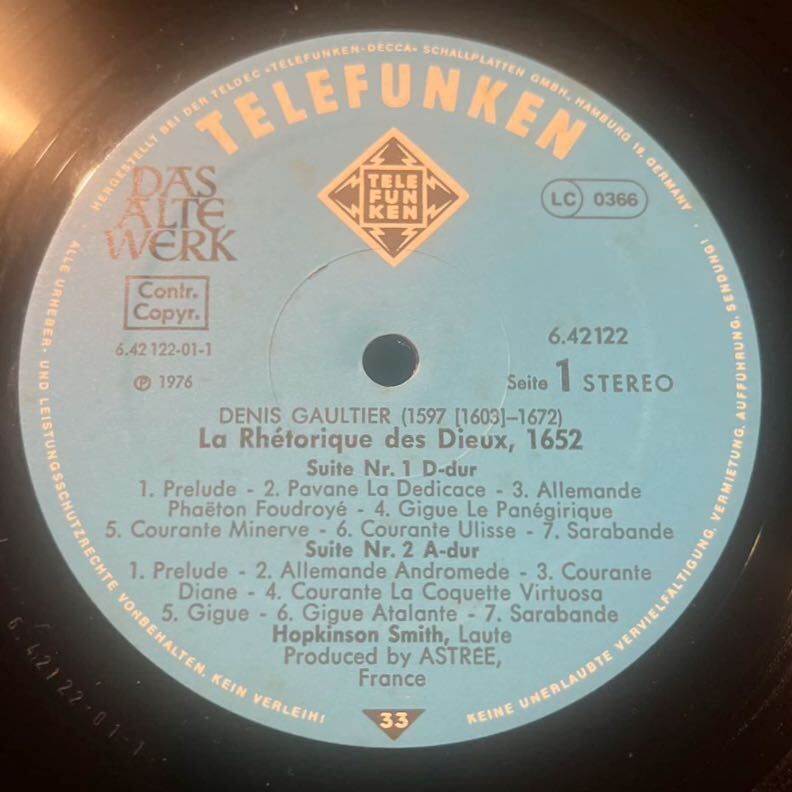 HERGESTELLT BEI DER TELDEC »TELEFUNKEN-DECCA« SCHALLPLATTEN GMBH., HAMBURG 19, GERMANY
TELEFUNKEN
DAS
ALTE
WERK
TELE
FUN
KEN
LC 0366
Contr.
Copyr.
6.42122-01-1
℗ 1976
6.42122
Seite 1 STEREO
DENIS GAULTIER (1597 [1603]–1672)
La Rhétorique des Dieux, 1652
Suite Nr. 1 D-dur
1. Prelude - 2. Pavane La Dedicace - 3. Allemande
Phaëton Foudroyé - 4. Gigue Le Panégirique
5. Courante Minerve - 6. Courante Ulisse - 7. Sarabande
Suite Nr. 2 A-dur
1. Prelude - 2. Allemande Andromede - 3. Courante
Diane - 4. Courante La Coquette Virtuosa
5. Gigue - 6. Gigue Atalante - 7. Sarabande
Hopkinson Smith, Laute
Produced by ASTRÉE,
France
33
ALLE URHEBER- UND LEISTUNGSSCHUTZRECHTE VORBEHALTEN. KEIN VERLEIH!
KEINE UNERLAUBTE VERVIELFÄLTIGUNG, VERMIETUNG, AUFFÜHRUNG, SENDUNG!
6.42122-01-1